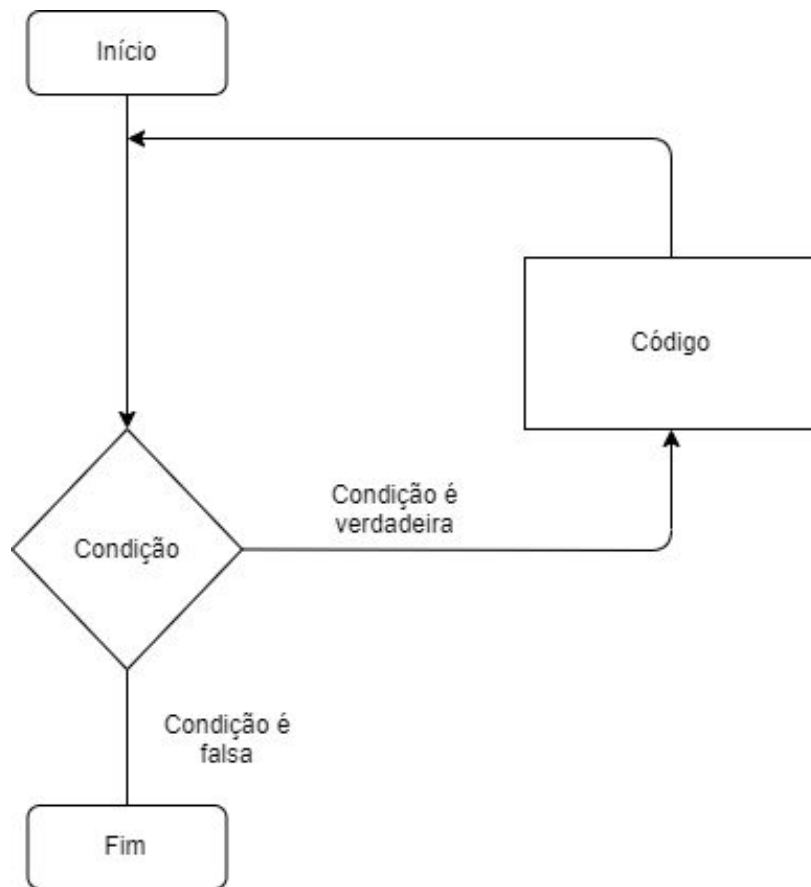 Início
Código
Condição é
verdadeira
Condição
Condição é
falsa
Fim